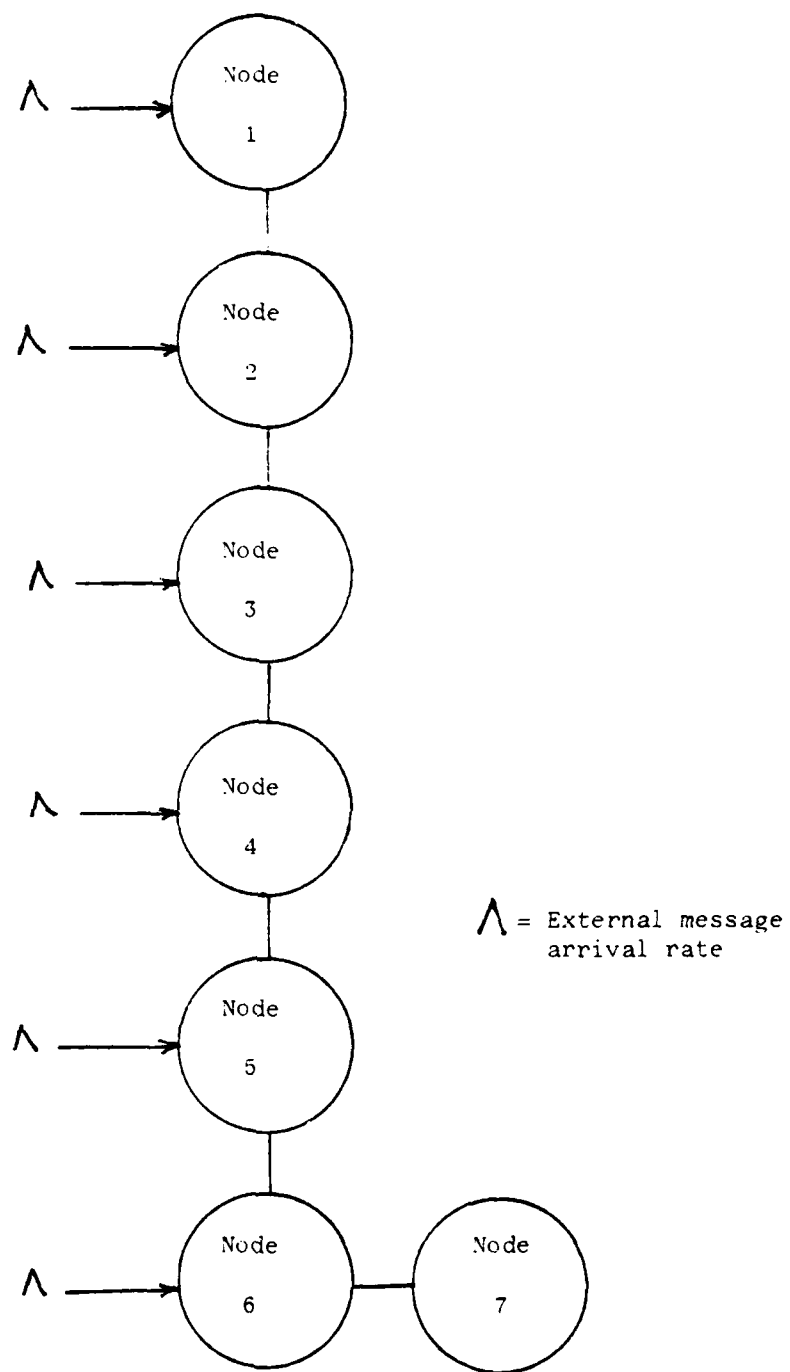 Node
Λ
1
Node
Λ
2
Node
Λ
3
Node
Λ
4
Λ = External message
arrival rate
Node
Λ
5
Node
Node
Λ
6
7